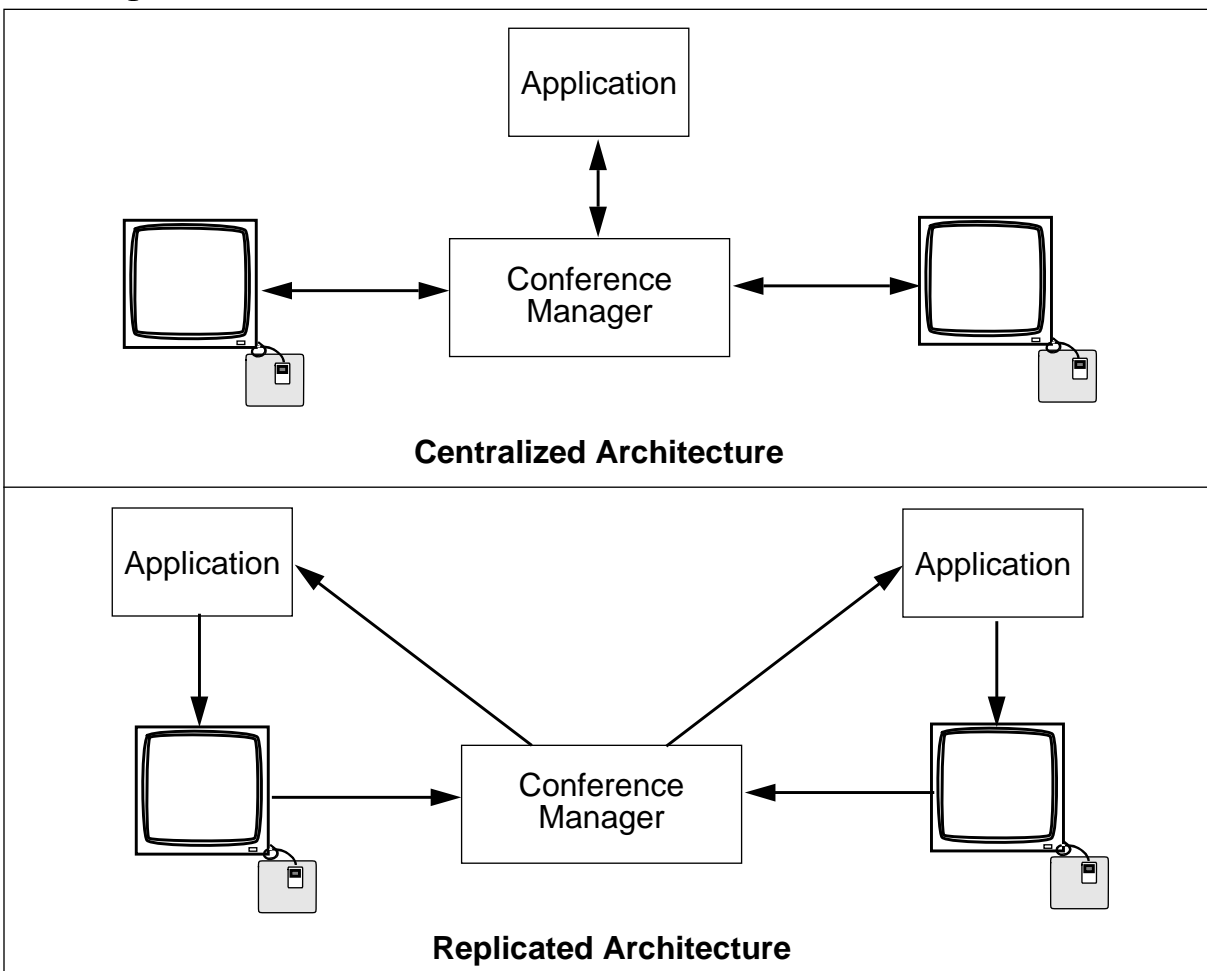 Application
Conference
Manager
Centralized Architecture
Application
Application
Conference
Manager
Replicated Architecture